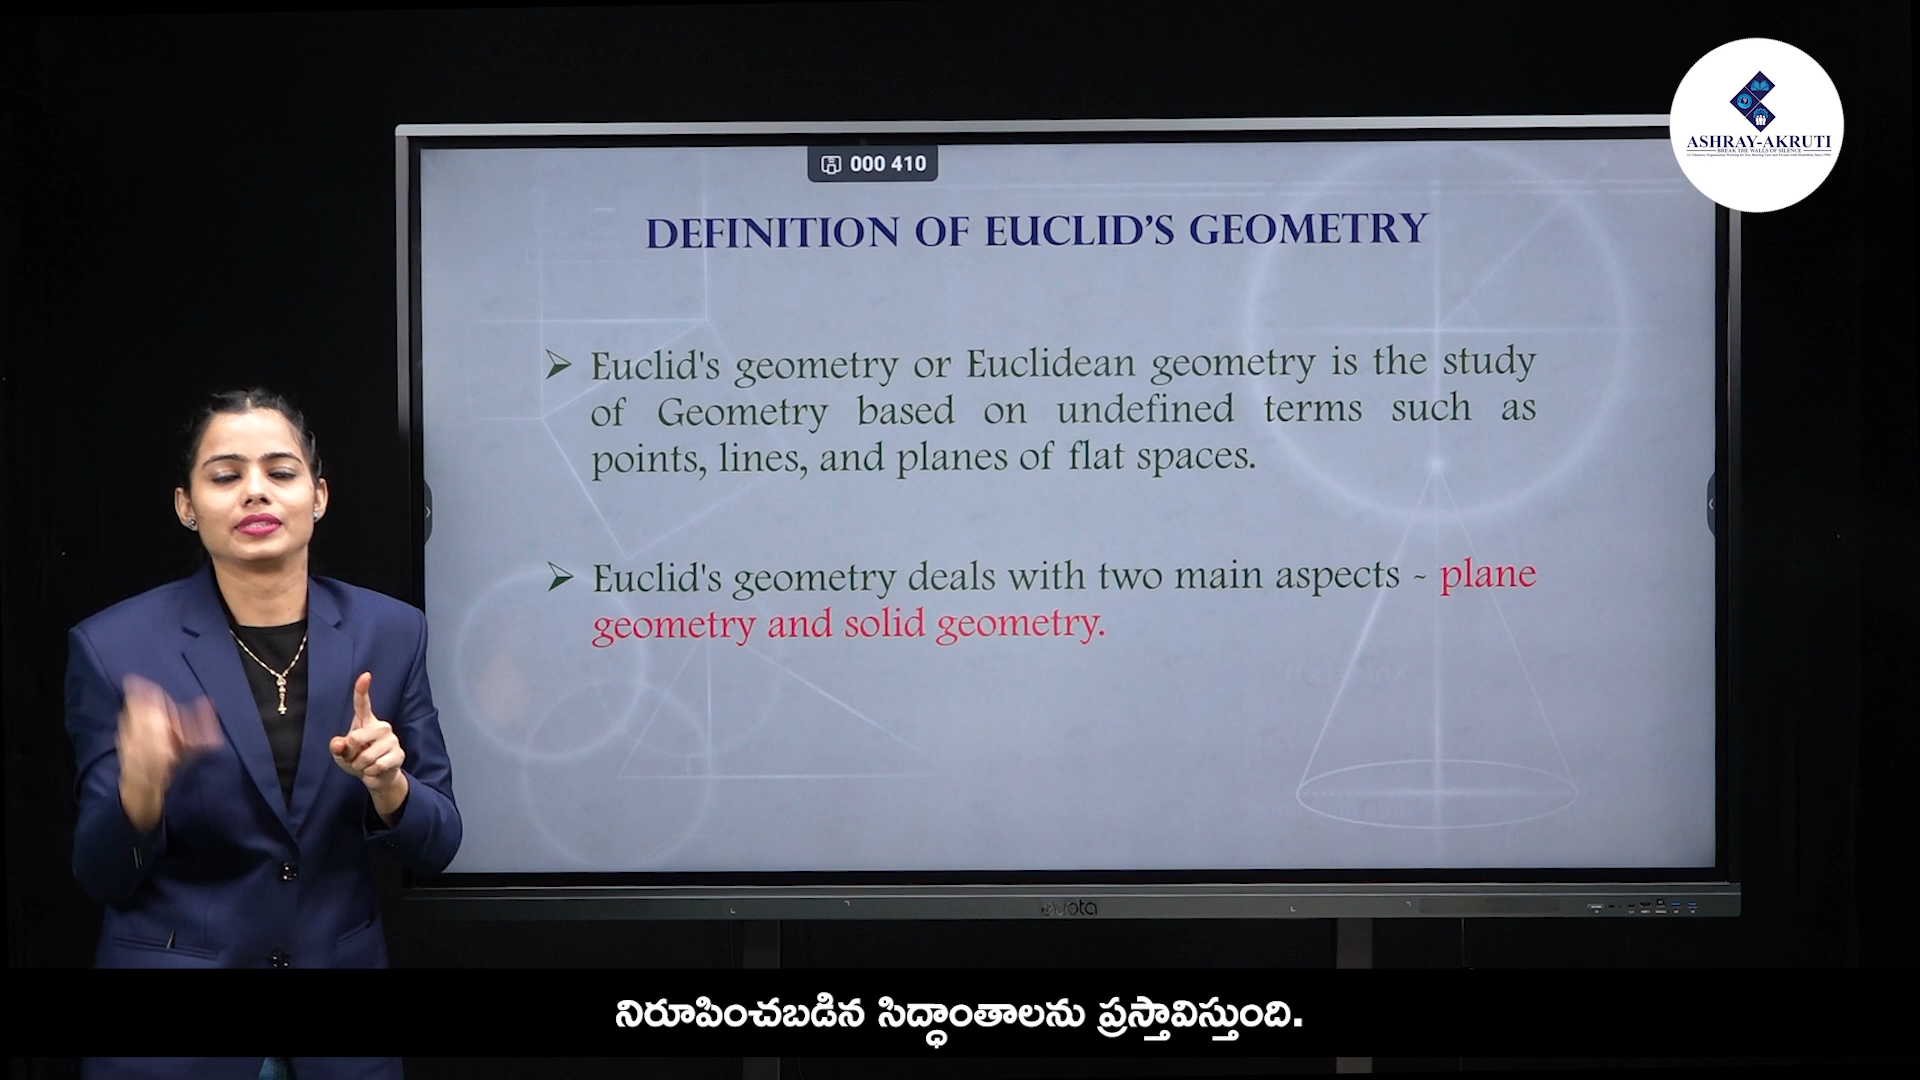 ASHRAY-AKRUTI
BREAK THE WALLS OF SILENCE
000 410
DEFINITION OF EUCLID'S GEOMETRY
➢ Euclid's geometry or Euclidean geometry is the study
of Geometry based on undefined terms such as
points, lines, and planes of flat spaces.
➢ Euclid's geometry deals with two main aspects - plane
geometry and solid geometry.
నిరూపించబడిన సిద్ధాంతాలను ప్రస్తావిస్తుంది.